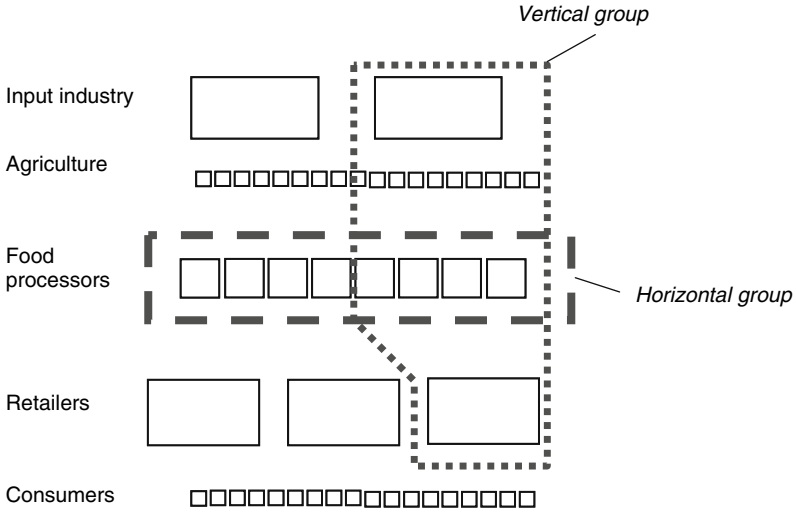 Vertical group
Input industry
Agriculture
Food
processors
Horizontal group
Retailers
Consumers